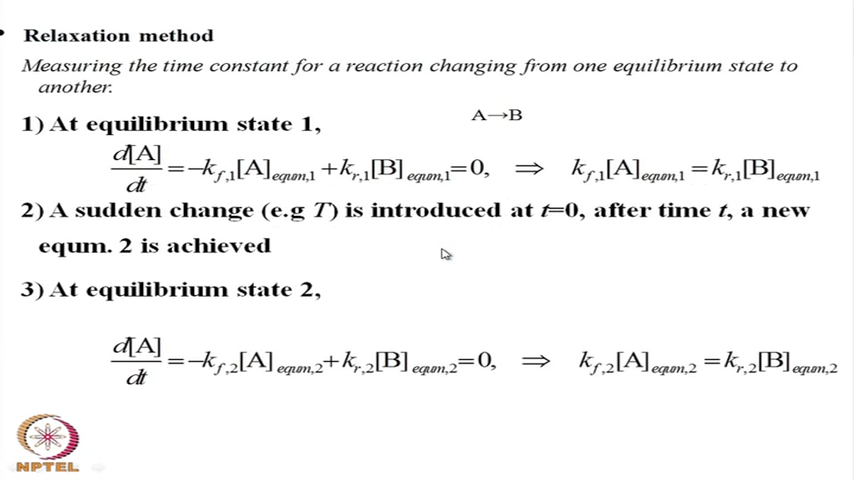 • Relaxation method
Measuring the time constant for a reaction changing from one equilibrium state to
another.
A→B
1) At equilibrium state 1,
d[A]/dt = −k_{f,1}[A]_{equm,1} + k_{r,1}[B]_{equm,1} = 0, ⇒ k_{f,1}[A]_{equm,1} = k_{r,1}[B]_{equm,1}
2) A sudden change (e.g T) is introduced at t=0, after time t, a new
equm. 2 is achieved
3) At equilibrium state 2,
d[A]/dt = −k_{f,2}[A]_{equm,2} + k_{r,2}[B]_{equm,2} = 0, ⇒ k_{f,2}[A]_{equm,2} = k_{r,2}[B]_{equm,2}
NPTEL